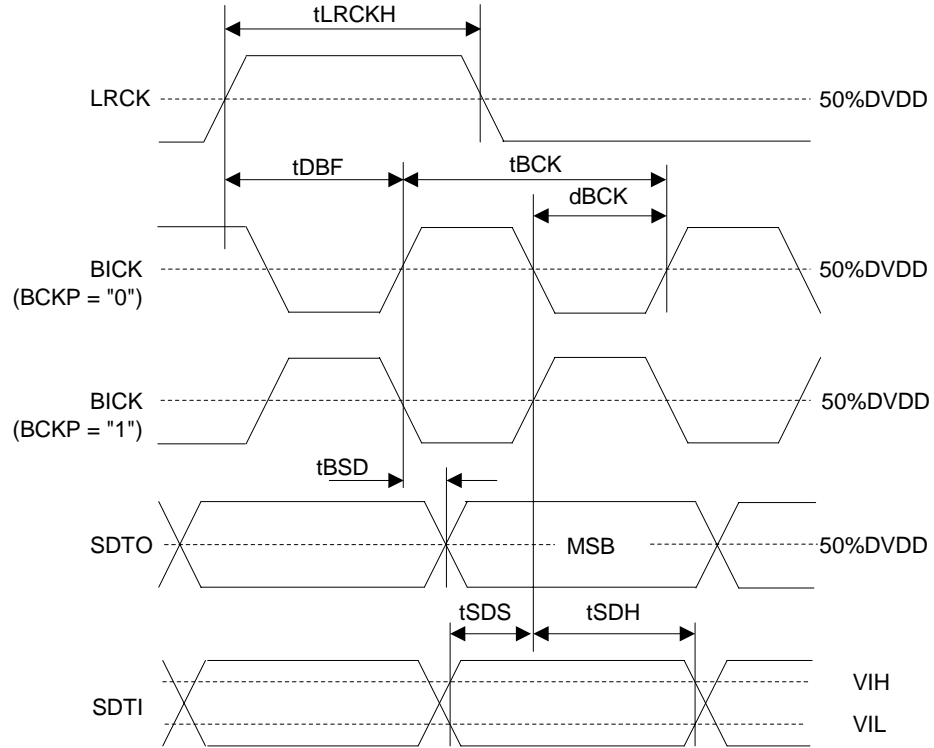 tLRCKH
LRCK
50%DVDD
tDBF
tBCK
dBCK
BICK
(BCKP = "0")
50%DVDD
BICK
(BCKP = "1")
50%DVDD
tBSD
SDTO
MSB
50%DVDD
tSDS
tSDH
SDTI
VIH
VIL